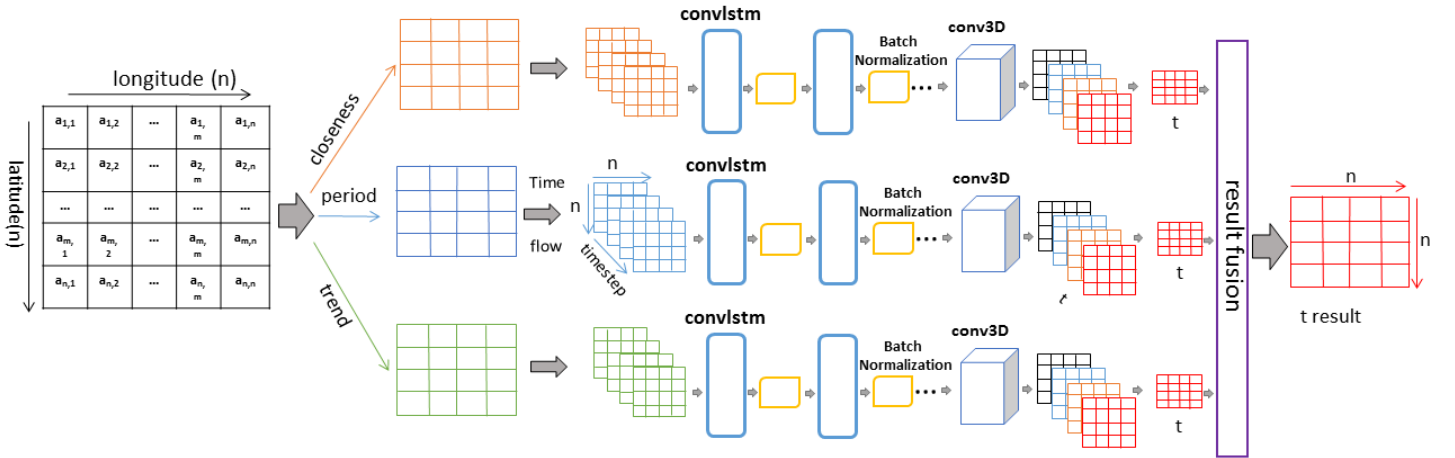 longitude (n)
latitude(n)
a1,1 a1,2 ... a1,m a1,n
a2,1 a2,2 ... a2,m a2,n
... ... ... ... ...
am,1 am,2 ... am,m am,n
an,1 an,2 ... an,m an,n
closeness
period
trend
convlstm
Batch
Normalization
...
conv3D
t
Time
flow
n
n
timestep
convlstm
Batch
Normalization
...
conv3D
t
t
convlstm
Batch
Normalization
...
conv3D
t
result fusion
n
n
t result